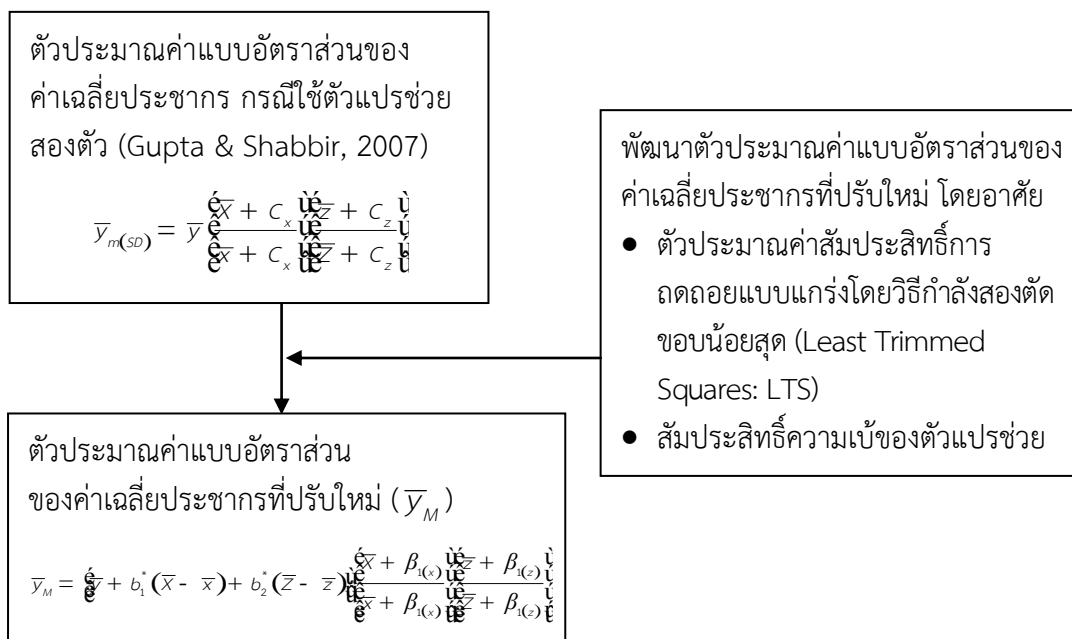 ตัวประมาณค่าแบบอัตราส่วนของ
ค่าเฉลี่ยประชากร กรณีใช้ตัวแปรช่วย
สองตัว (Gupta & Shabbir, 2007)
y̅ m(SD) = y̅ [x̅ + C x / x̅ + C x] [z̅ + C z / z̅ + C z]
พัฒนาตัวประมาณค่าแบบอัตราส่วนของ
ค่าเฉลี่ยประชากรที่ปรับใหม่ โดยอาศัย
• ตัวประมาณค่าสัมประสิทธิ์การ
ถดถอยแบบแกร่งโดยวิธีกำลังสองตัด
ขอบน้อยสุด (Least Trimmed
Squares: LTS)
• สัมประสิทธิ์ความเบ้ของตัวแปรช่วย
ตัวประมาณค่าแบบอัตราส่วน
ของค่าเฉลี่ยประชากรที่ปรับใหม่ (y̅ M)
y̅ M = [y̅ + b₁* (x̅ - x̅) + b₂* (z̅ - z̅)] [x̅ + β₁(x) / x̅ + β₁(x)] [z̅ + β₁(z) / z̅ + β₁(z)]